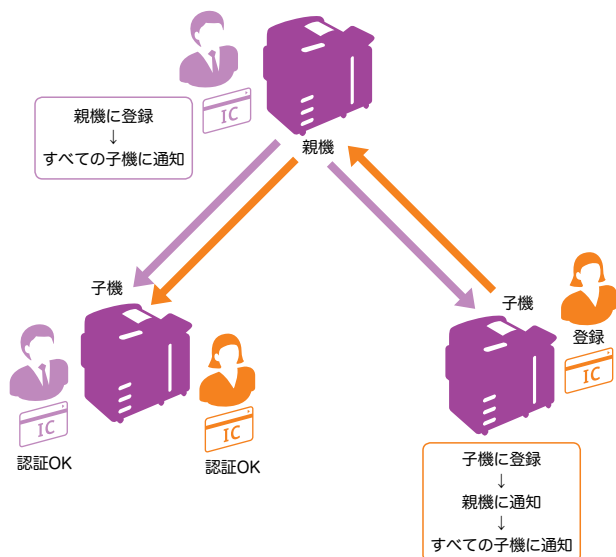 IC
親機に登録
↓
すべての子機に通知
親機
子機
IC
認証OK
IC
認証OK
子機
登録
IC
子機に登録
↓
親機に通知
↓
すべての子機に通知